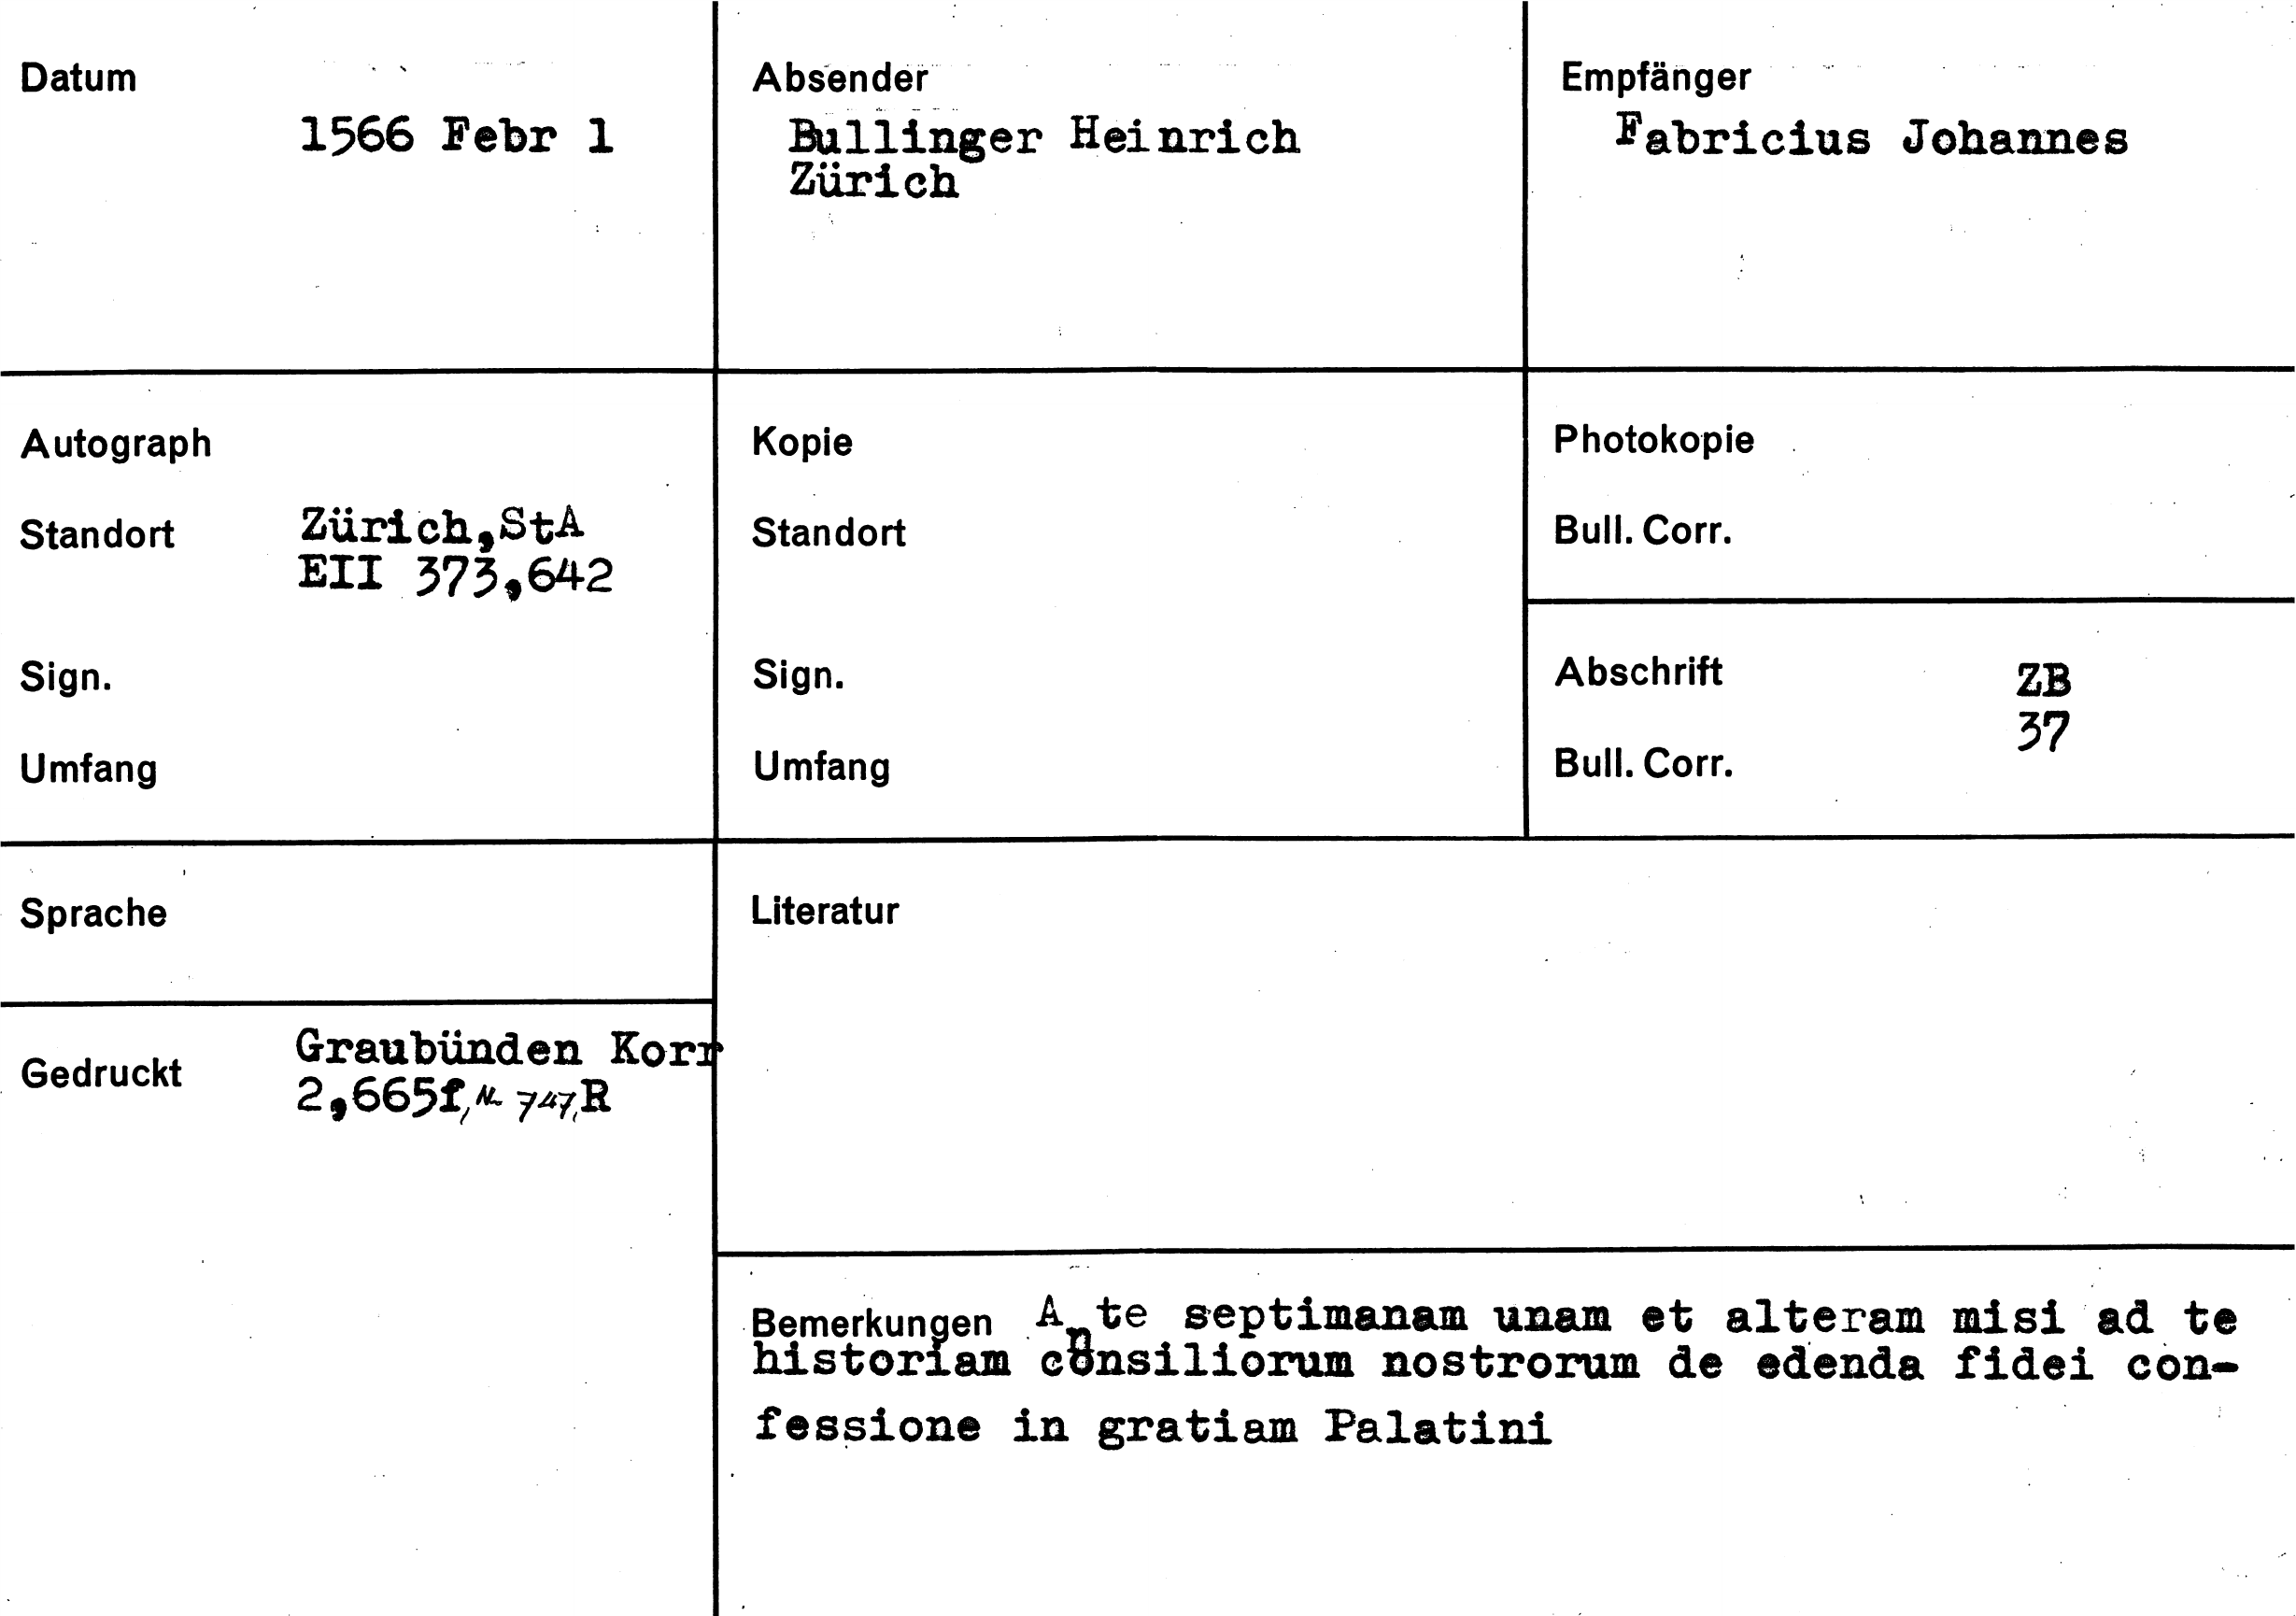 Datum
1566 Febr 1
Absender
Bullinger Heinrich
Zürich
Empfänger
Fabricius Johannes
Autograph
Standort
Zürich,StA
EII 373,642
Sign.
Umfang
Kopie
Standort
Sign.
Umfang
Photokopie
Bull. Corr.
Abschrift
ZB
37
Bull. Corr.
Sprache
Literatur
Gedruckt
Graubünden Korr
2,665f, Nr. 747, R
Bemerkungen Ante septimanam unam et alteram misi ad te
historiam consiliorum nostrorum de edenda fidei con-
fessione in gratiam Palatini